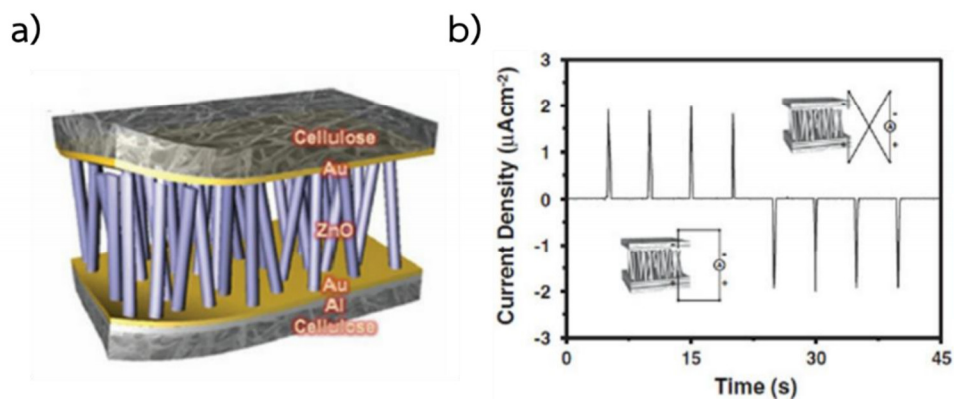 a)
Cellulose
Au
ZnO
Au
Al
Cellulose
b)
Current Density (μAcm⁻²)
3
2
1
0
-1
-2
-3
0
15
30
45
Time (s)
-
A
+
-
+
-
A
+
-
+